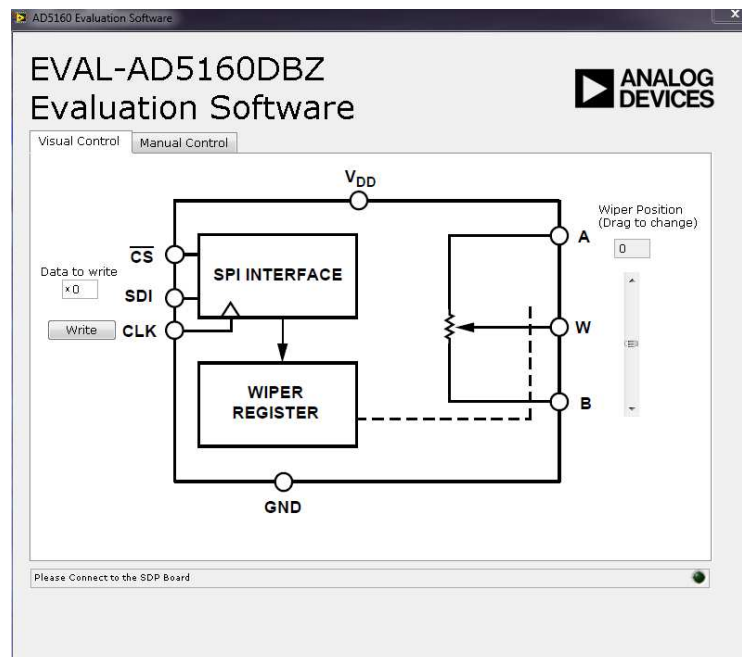 AD5160 Evaluation Software
x
EVAL-AD5160DBZ
Evaluation Software
ANALOG
DEVICES
Visual Control
Manual Control
VDD
Wiper Position
(Drag to change)
0
A
CS
SPI INTERFACE
Data to write
x0
SDI
Write
CLK
W
WIPER
REGISTER
B
GND
Please Connect to the SDP Board